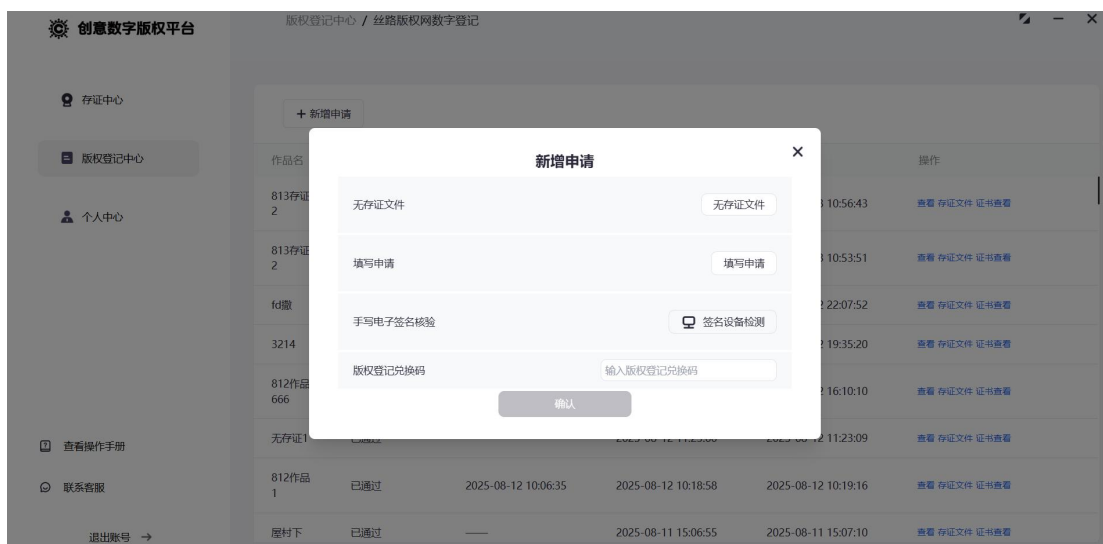 创意数字版权平台
版权登记中心 / 丝路版权网数字登记
存证中心
版权登记中心
个人中心
查看操作手册
联系客服
退出账号 →
+ 新增申请
作品名 操作
813存证
2
10:56:43 查看 存证文件 证书查看
813存证
2
10:53:51 查看 存证文件 证书查看
fd撒 2 22:07:52 查看 存证文件 证书查看
3214 2 19:35:20 查看 存证文件 证书查看
812作品
666
2 16:10:10 查看 存证文件 证书查看
无存证1 2 11:23:09 查看 存证文件 证书查看
812作品
1
已通过 2025-08-12 10:06:35 2025-08-12 10:18:58 2025-08-12 10:19:16 查看 存证文件 证书查看
屋村下 已通过 —— 2025-08-11 15:06:55 2025-08-11 15:07:10 查看 存证文件 证书查看
新增申请
无存证文件 无存证文件
填写申请 填写申请
手写电子签名核验 签名设备检测
版权登记兑换码 输入版权登记兑换码
确认